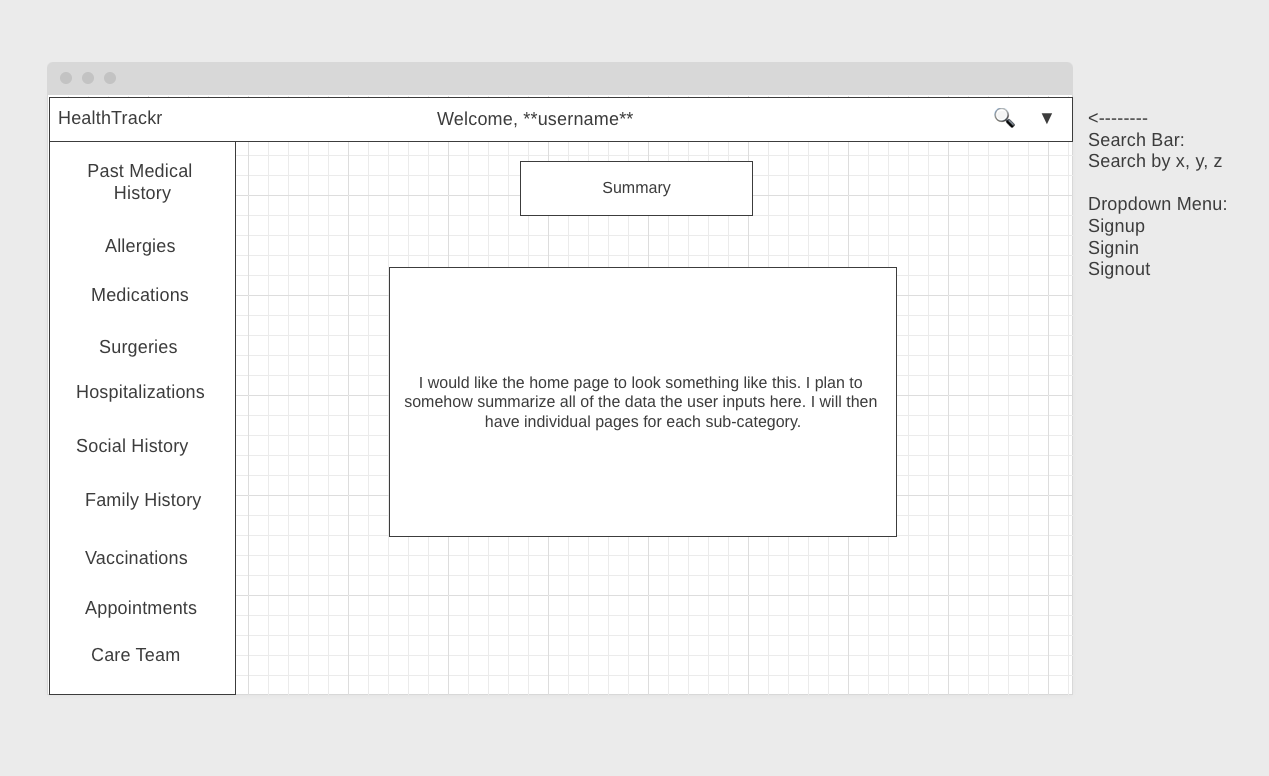 HealthTrackr
Welcome, **username**
🔍
▼
<--------
Search Bar:
Search by x, y, z
Dropdown Menu:
Signup
Signin
Signout
Past Medical
History
Allergies
Medications
Surgeries
Hospitalizations
Social History
Family History
Vaccinations
Appointments
Care Team
Summary
I would like the home page to look something like this. I plan to
somehow summarize all of the data the user inputs here. I will then
have individual pages for each sub-category.